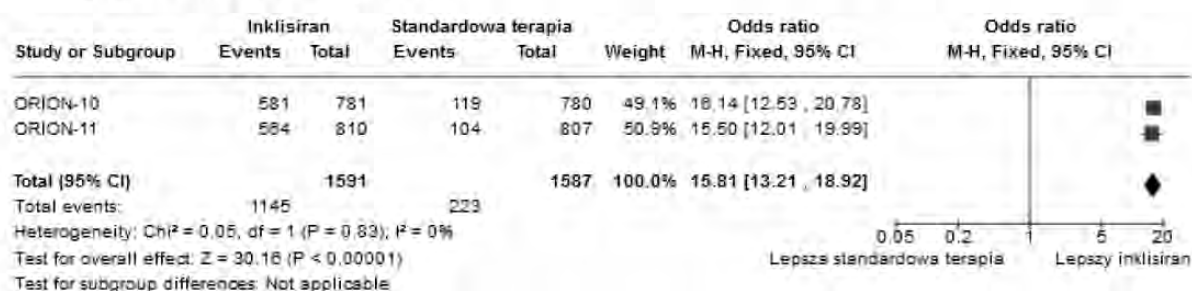 Inklisiran Standardowa terapia Odds ratio Odds ratio
Study or Subgroup Events Total Events Total Weight M-H, Fixed, 95% CI M-H, Fixed, 95% CI
ORION-10 581 781 119 780 49.1% 16.14 [12.53 , 20.78]
ORION-11 564 810 104 807 50.9% 15.50 [12.01 , 19.99]
Total (95% CI) 1591 1587 100.0% 15.81 [13.21 , 18.92]
Total events: 1145 223
Heterogeneity: Chi² = 0.05, df = 1 (P = 0.83); I² = 0%
0.05 0.2 1 5 20
Test for overall effect: Z = 30.16 (P < 0.00001)
Lepsza standardowa terapia Lepszy inklisiran
Test for subgroup differences: Not applicable